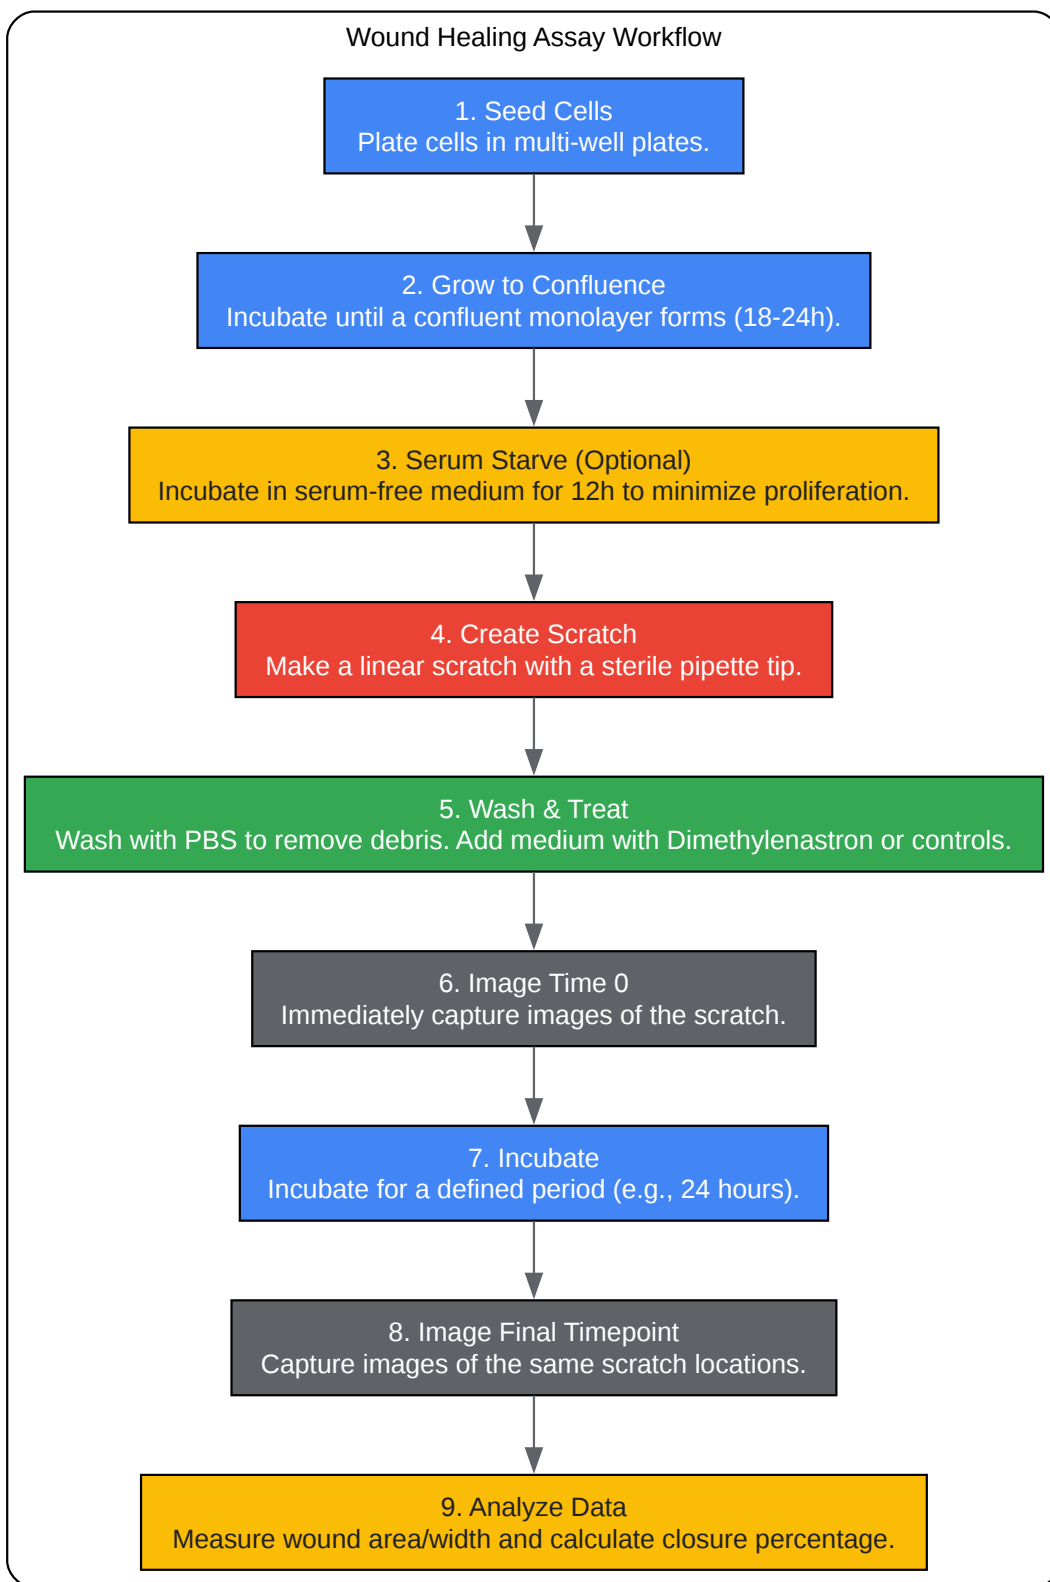 Wound Healing Assay Workflow
1. Seed Cells
Plate cells in multi-well plates.
2. Grow to Confluence
Incubate until a confluent monolayer forms (18-24h).
3. Serum Starve (Optional)
Incubate in serum-free medium for 12h to minimize proliferation.
4. Create Scratch
Make a linear scratch with a sterile pipette tip.
5. Wash & Treat
Wash with PBS to remove debris. Add medium with Dimethylenastron or controls.
6. Image Time 0
Immediately capture images of the scratch.
7. Incubate
Incubate for a defined period (e.g., 24 hours).
8. Image Final Timepoint
Capture images of the same scratch locations.
9. Analyze Data
Measure wound area/width and calculate closure percentage.